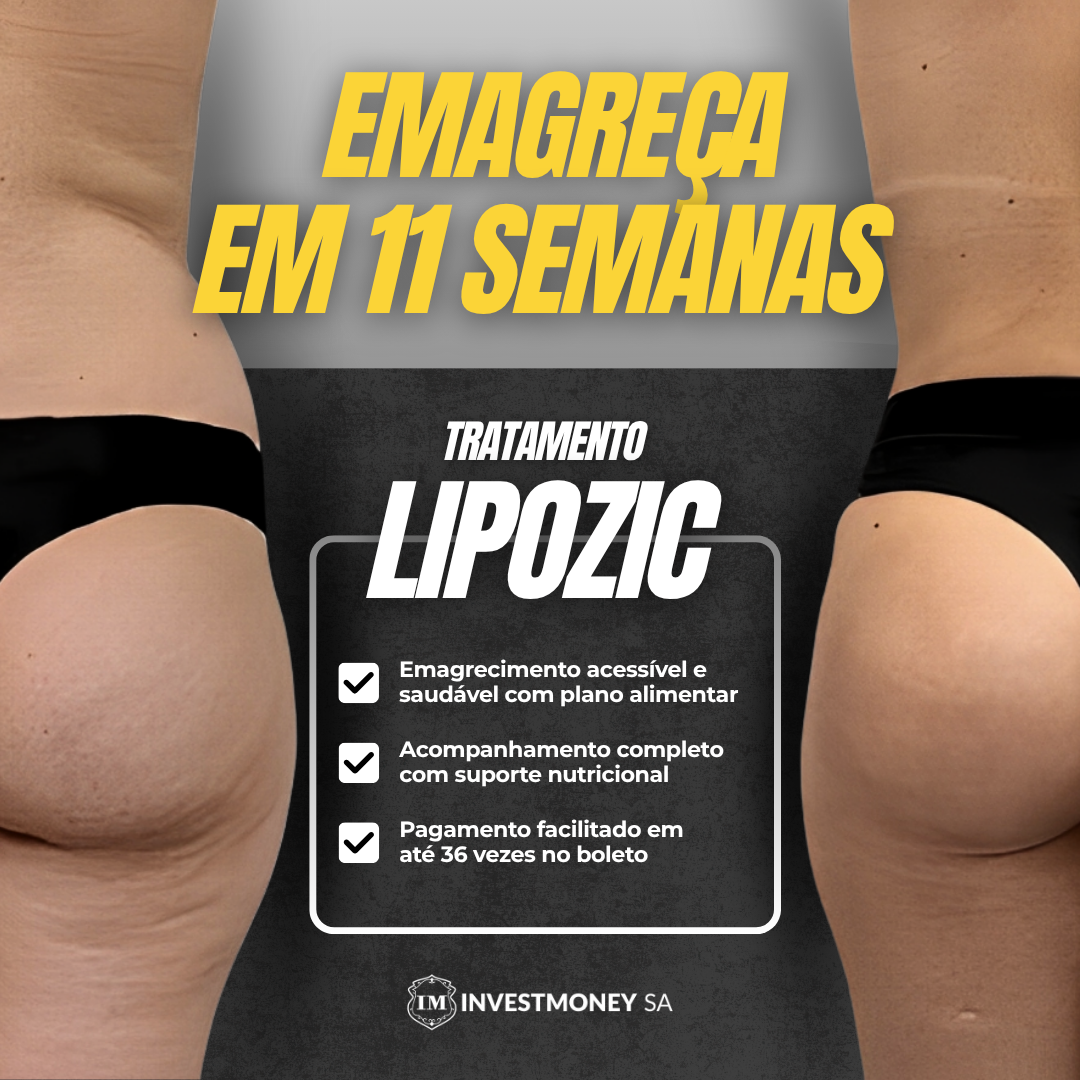 EMAGREÇA
EM 11 SEMANAS
TRATAMENTO
LIPOZIC
Emagrecimento acessível e
saudável com plano alimentar
Acompanhamento completo
com suporte nutricional
Pagamento facilitado em
até 36 vezes no boleto
IM INVESTMONEY SA